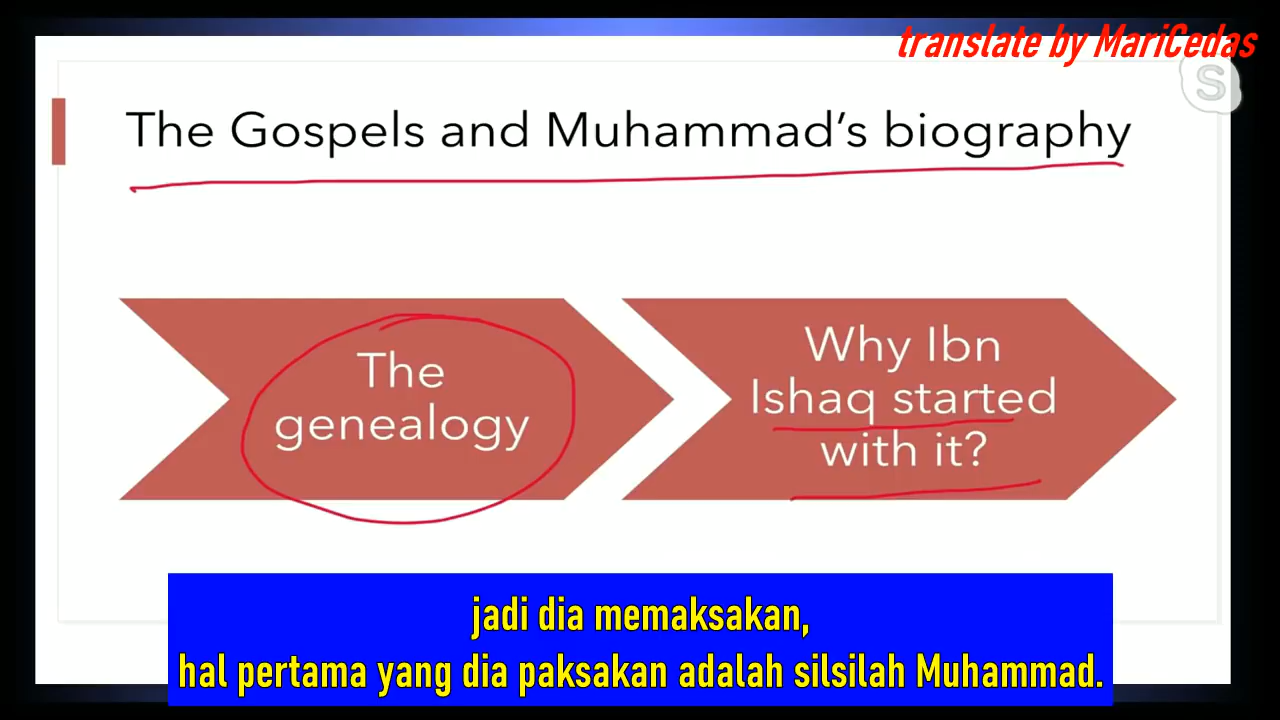 translate by MariCedas
S
The Gospels and Muhammad's biography
The
genealogy
Why Ibn
Ishaq started
with it?
jadi dia memaksakan,
hal pertama yang dia paksakan adalah silsilah Muhammad.